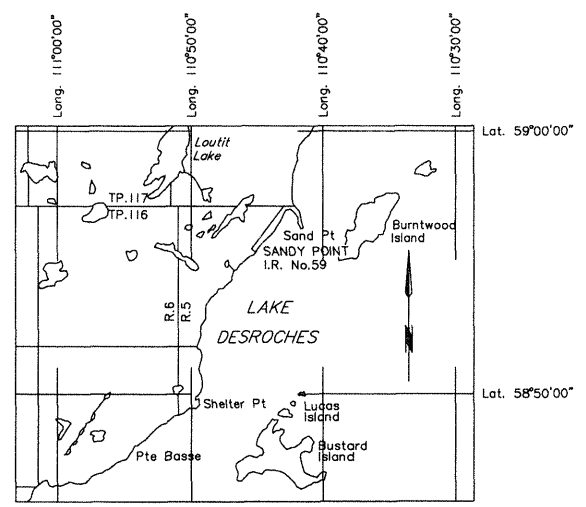 Long. 111°00'00"
Long. 110°50'00"
Long. 110°40'00"
Long. 110°30'00"
Lat. 59°00'00"
Loutit
Lake
TP.117
TP.116
Burntwood
Island
Sand Pt
SANDY POINT
I.R. No.59
R.6
R.5
LAKE
DESROCHES
N
Lat. 58°50'00"
Shelter Pt
Lucas
Island
Bustard
Island
Pte Basse